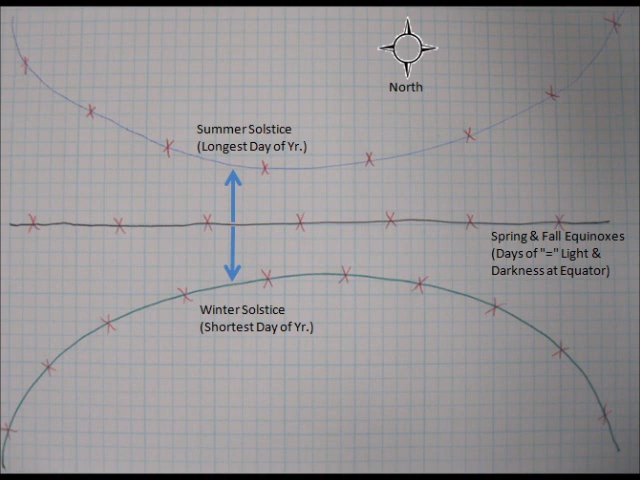 North
Summer Solstice
(Longest Day of Yr.)
Spring & Fall Equinoxes
(Days of "=" Light &
Darkness at Equator)
Winter Solstice
(Shortest Day of Yr.)